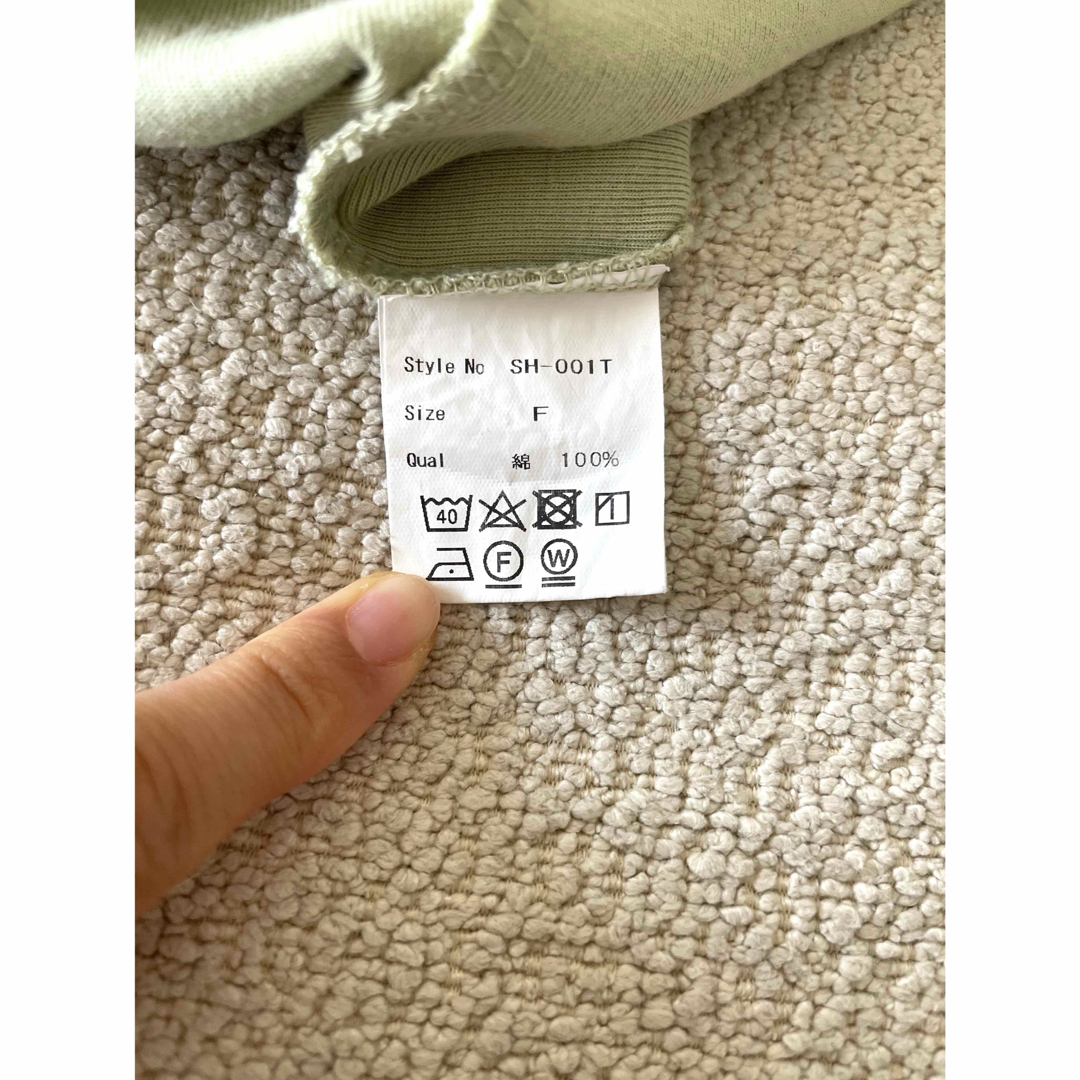 Style No SH-001T
Size F
Qual 綿 100%
40
F W